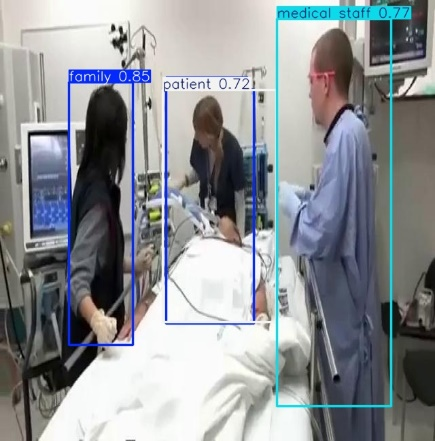 medical staff 0.77
family 0.85
patient 0.72